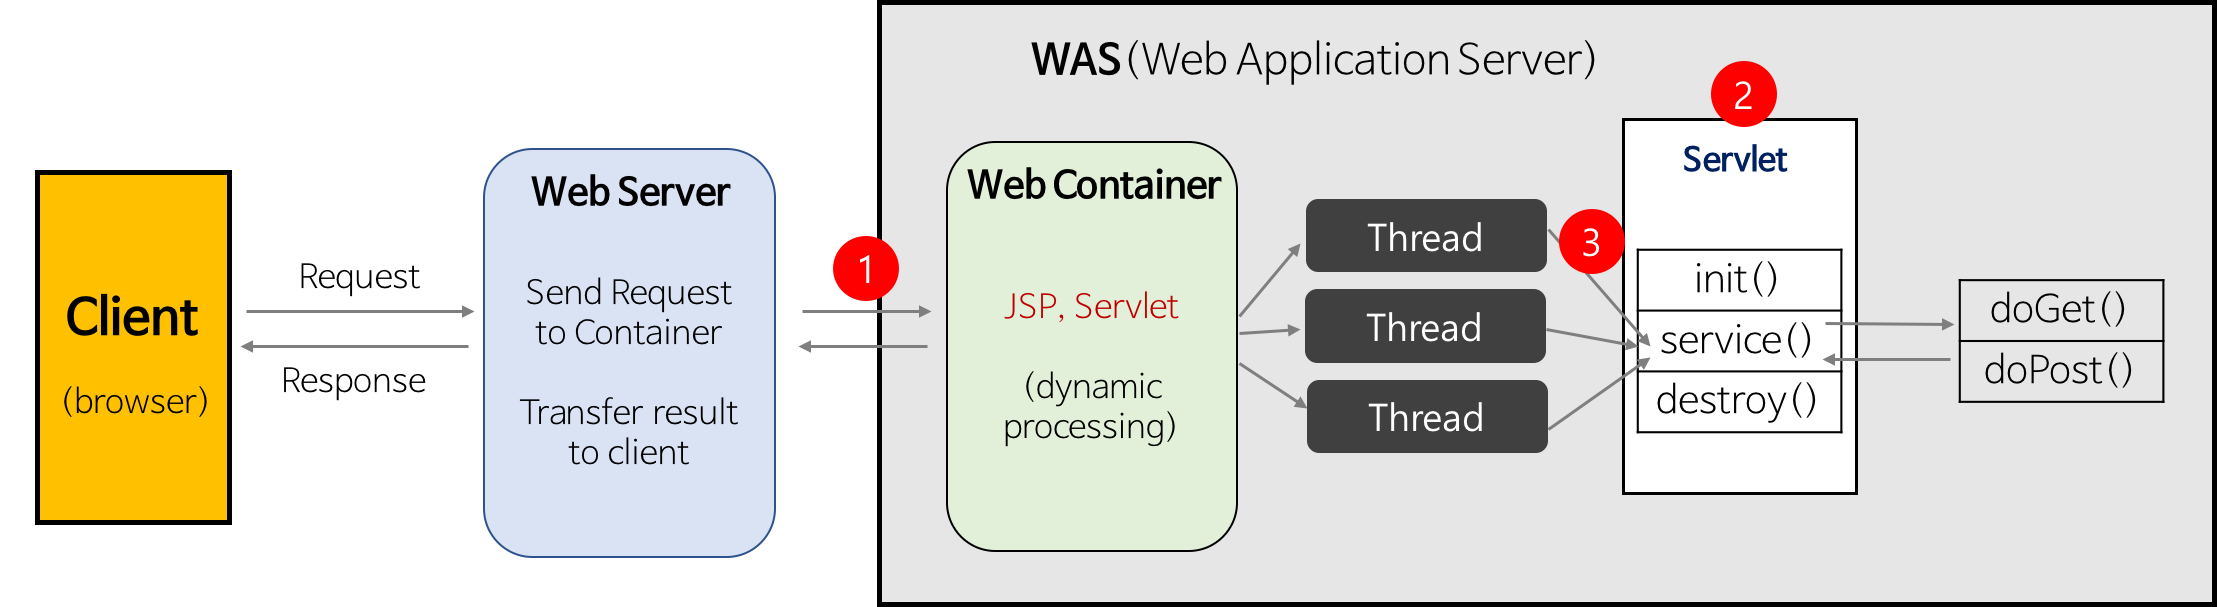 WAS(Web Application Server)
2
Servlet
Web Server
Web Container
Client
(browser)
Request
Response
Send Request
to Container
Transfer result
to client
1
JSP, Servlet
(dynamic
processing)
Thread
Thread
Thread
3
init()
service()
destroy()
doGet()
doPost()